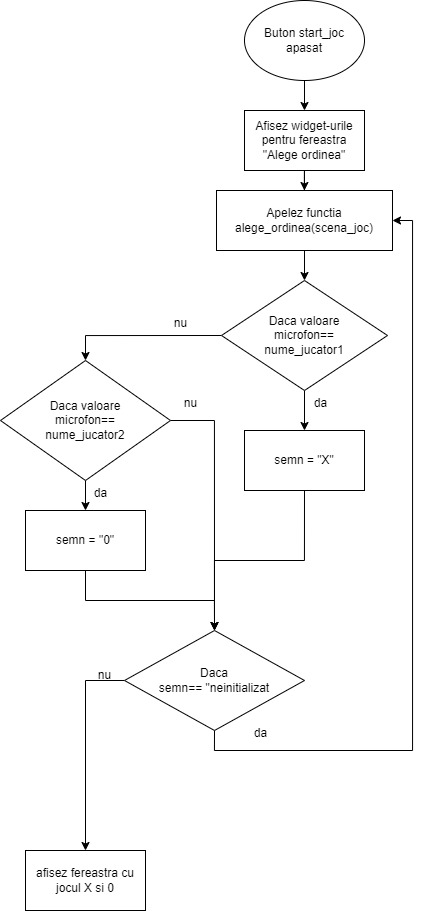 Buton start_joc
apasat
Afisez widget-urile
pentru fereastra
"Alege ordinea"
Apelez functia
alege_ordinea(scena_joc)
Daca valoare
microfon==
nume_jucator1
nu
da
Daca valoare
microfon==
nume_jucator2
nu
da
semn = "X"
semn = "0"
Daca
semn== "neinitializat
nu
da
afisez fereastra cu
jocul X si 0